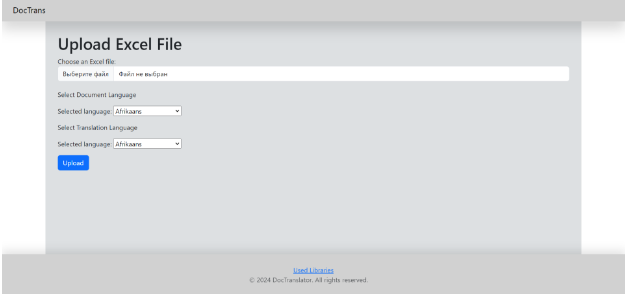 DocTrans
Upload Excel File
Choose an Excel file:
Выберите файл Файл не выбран
Select Document Language
Selected language: Afrikaans
Select Translation Language
Selected language: Afrikaans
Upload
Used Libraries
© 2024 DocTranslator. All rights reserved.